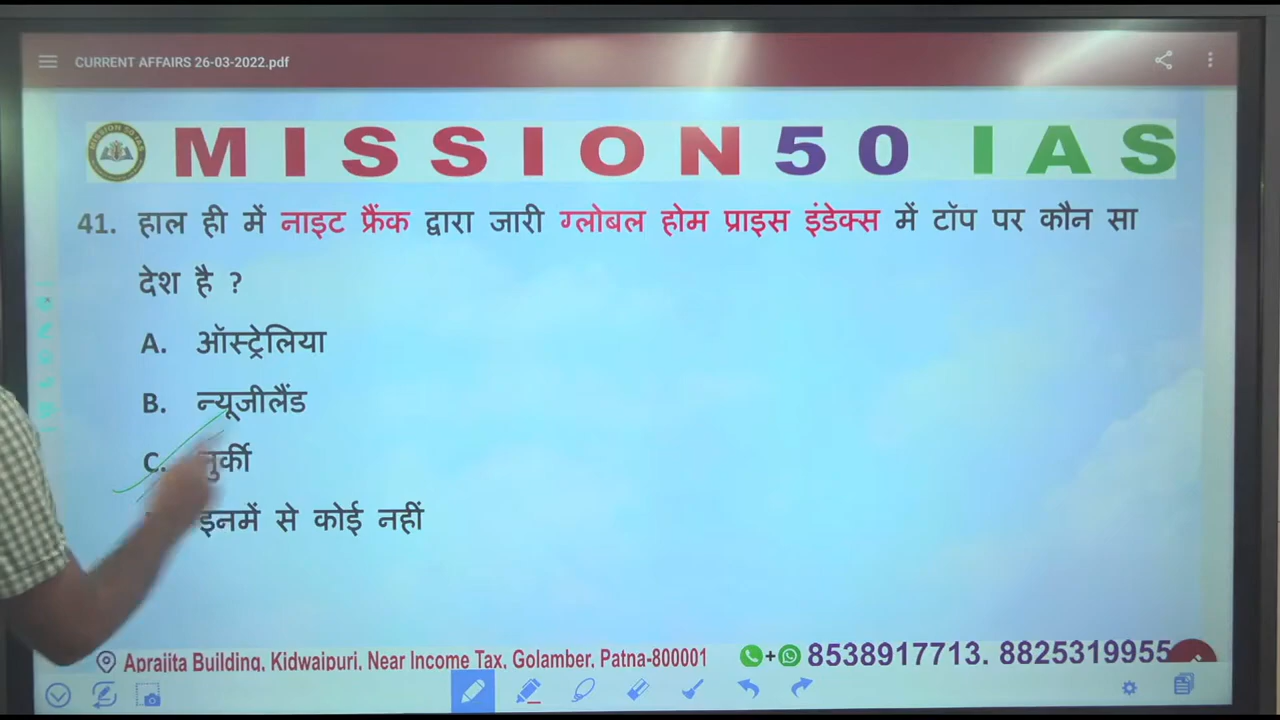 CURRENT AFFAIRS 26-03-2022.pdf
MISSION 50 IAS
41. हाल ही में नाइट फ्रैंक द्वारा जारी ग्लोबल होम प्राइस इंडेक्स में टॉप पर कौन सा
देश है ?
A. ऑस्ट्रेलिया
B. न्यूजीलैंड
C. तुर्की
इनमें से कोई नहीं
Aprajita Building, Kidwaipuri, Near Income Tax, Golamber, Patna-800001
+ 8538917713. 8825319955